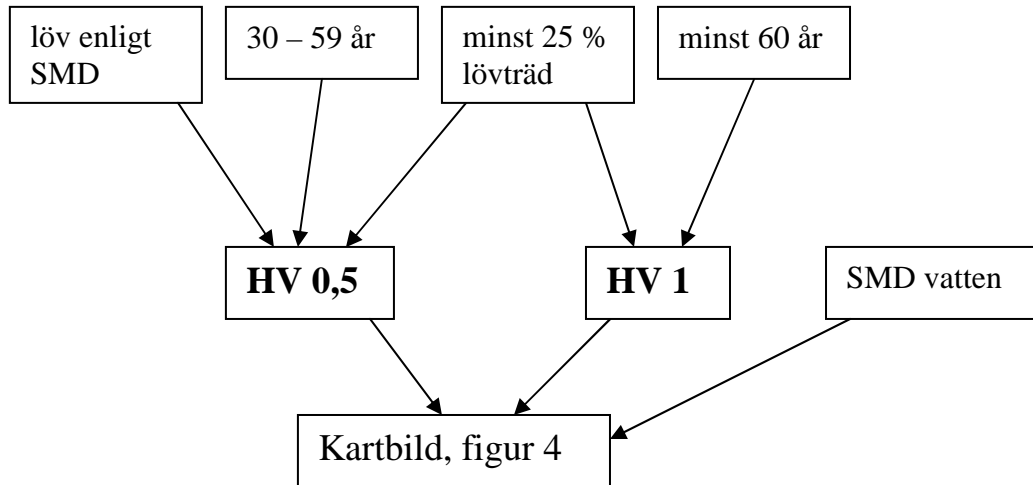 löv enligt
SMD
30 – 59 år
minst 25 %
lövträd
minst 60 år
HV 0,5
HV 1
SMD vatten
Kartbild, figur 4